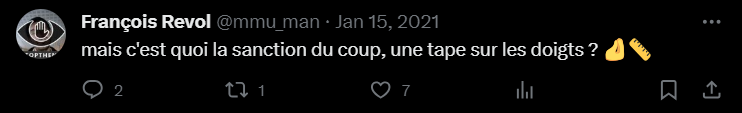 François Revol @mmu_man · Jan 15, 2021
mais c'est quoi la sanction du coup, une tape sur les doigts ? 🤌📏
2 1 7